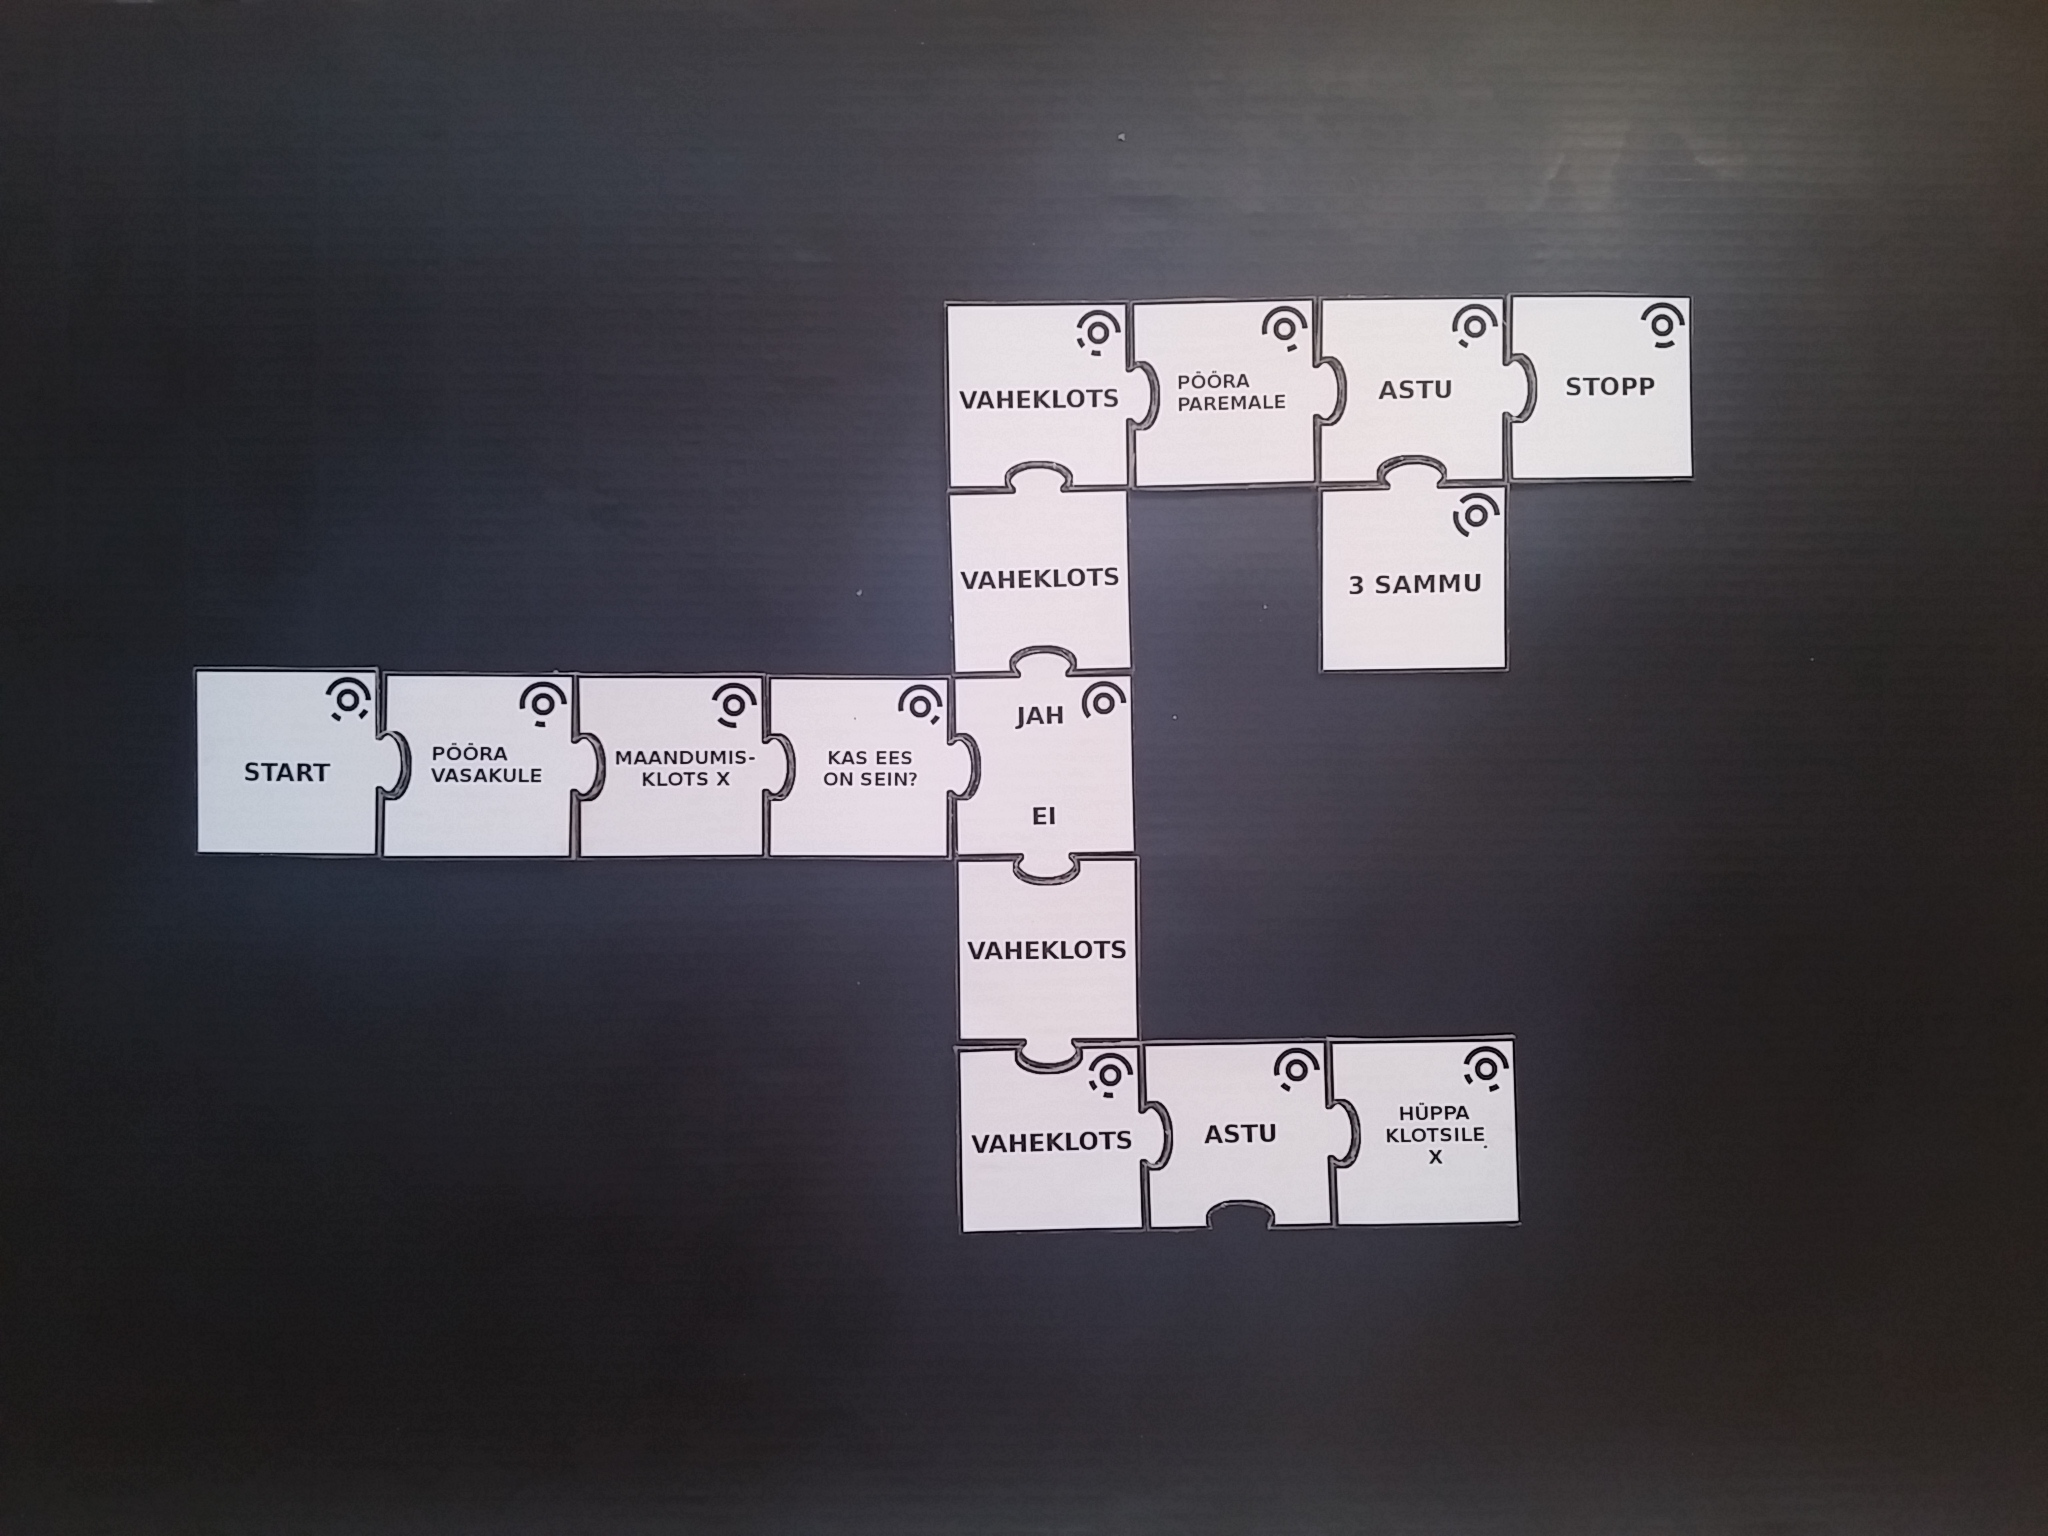 VAHEKLOTS
PÖÖRA
PAREMALE
ASTU
STOPP
VAHEKLOTS
3 SAMMU
START
PÖÖRA
VASAKULE
MAANDUMIS-
KLOTS X
KAS EES
ON SEIN?
JAH
EI
VAHEKLOTS
VAHEKLOTS
ASTU
HÜPPA
KLOTSILE
X